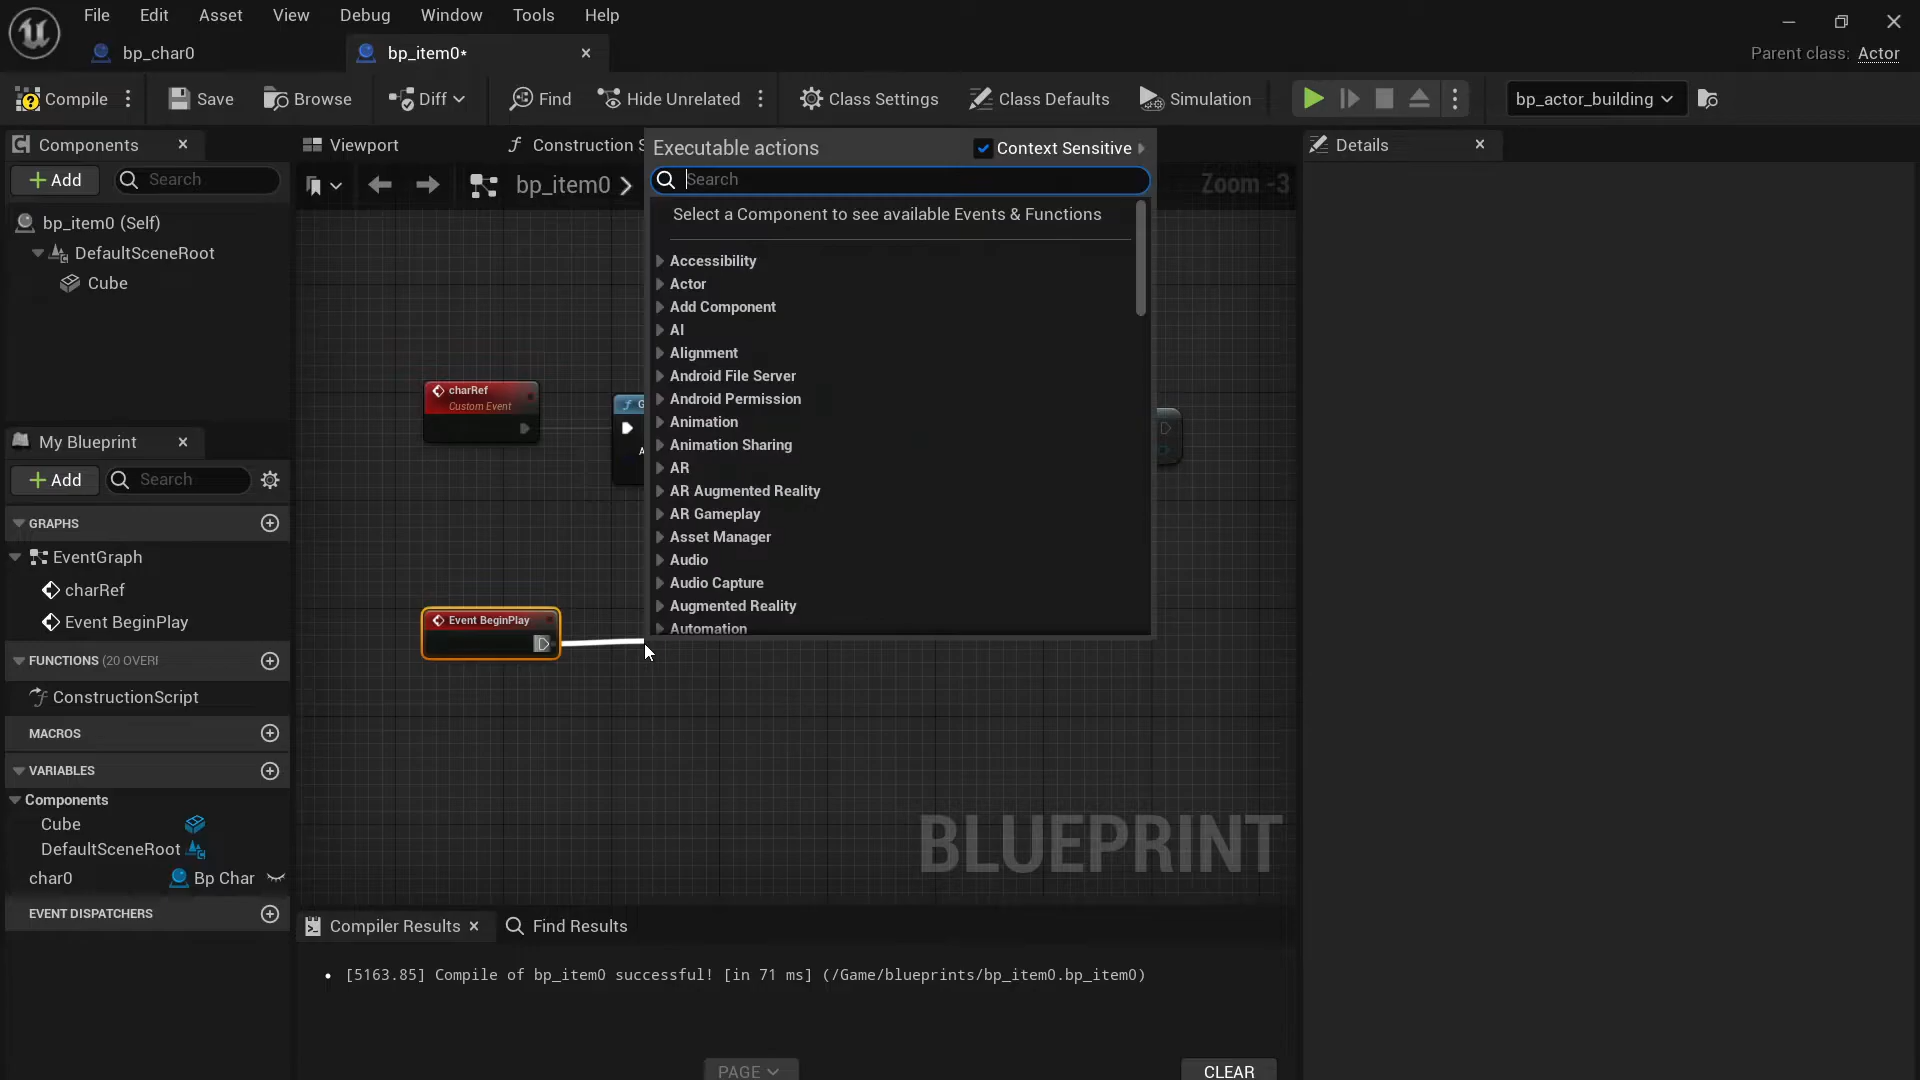 File Edit Asset View Debug Window Tools Help
bp_char0
bp_item0*
Parent class: Actor
Compile Save Browse Diff Find Hide Unrelated Class Settings Class Defaults Simulation bp_actor_building
Components
Viewport
Construction S
Details
Add Search
bp_item0
Zoom -3
bp_item0 (Self)
DefaultSceneRoot
Cube
Executable actions
Context Sensitive
Search
Select a Component to see available Events & Functions
Accessibility
Actor
Add Component
AI
Alignment
Android File Server
Android Permission
Animation
Animation Sharing
AR
AR Augmented Reality
AR Gameplay
Asset Manager
Audio
Audio Capture
Augmented Reality
Automation
charRef
Custom Event
G
A
Event BeginPlay
My Blueprint
Add Search
GRAPHS
EventGraph
charRef
Event BeginPlay
FUNCTIONS (20 OVERI
ConstructionScript
MACROS
VARIABLES
Components
Cube
DefaultSceneRoot
char0 Bp Char
EVENT DISPATCHERS
BLUEPRINT
Compiler Results
Find Results
[5163.85] Compile of bp_item0 successful! [in 71 ms] (/Game/blueprints/bp_item0.bp_item0)
PAGE
CLEAR